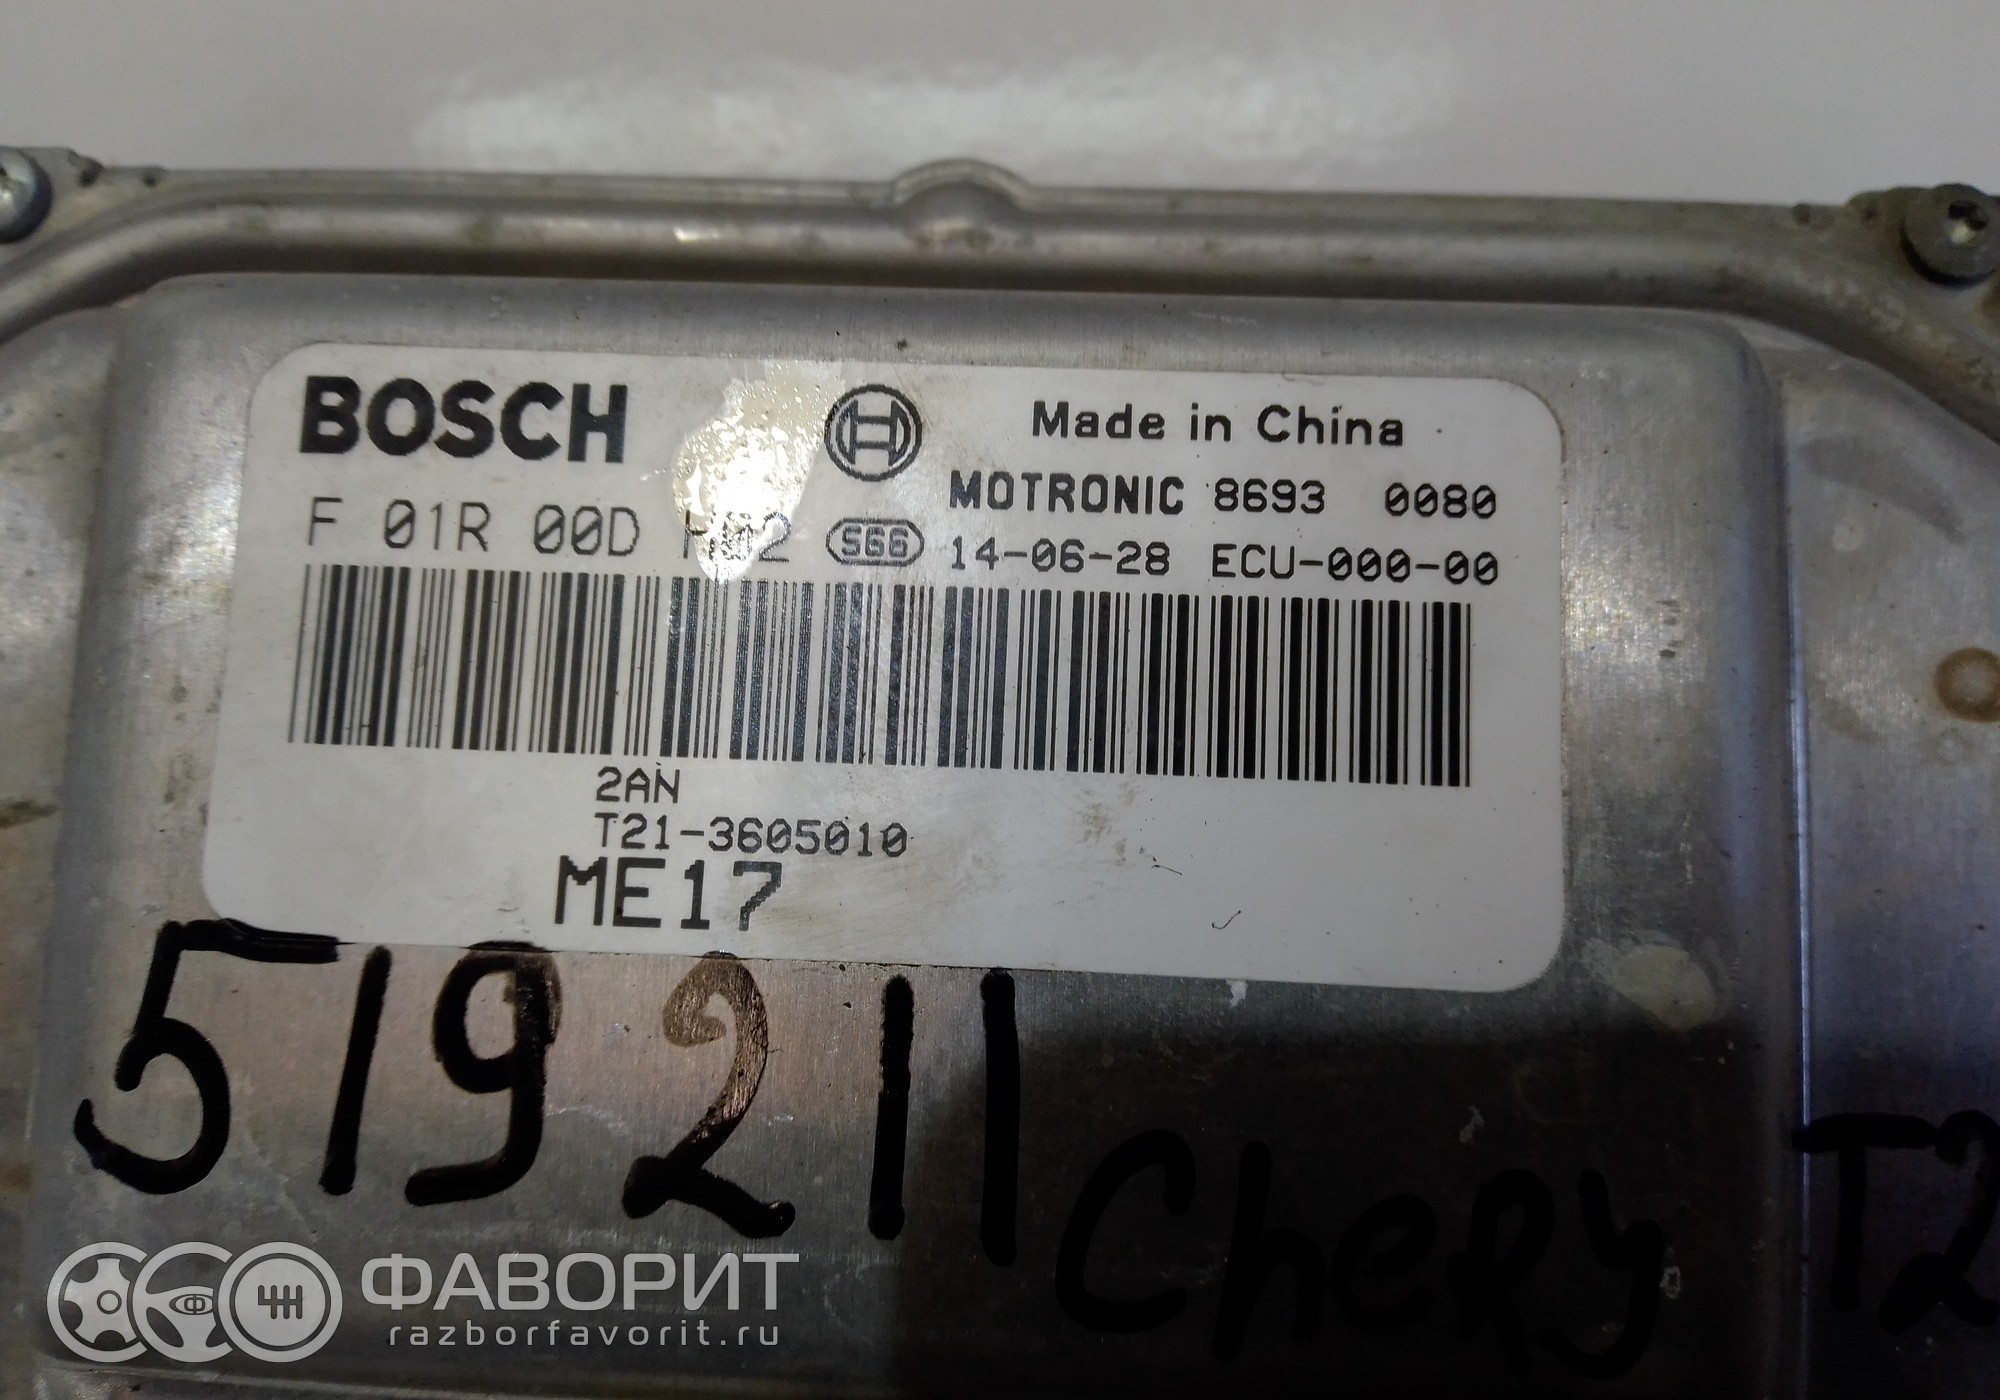 BOSCH
Made in China
MOTRONIC 8693 0080
F 01R 00D
S66 14-06-28 ECU-000-00
2AN
T21-3605010
ME17
519211
Chery T2
ФАВОРИТ
razborfavorit.ru